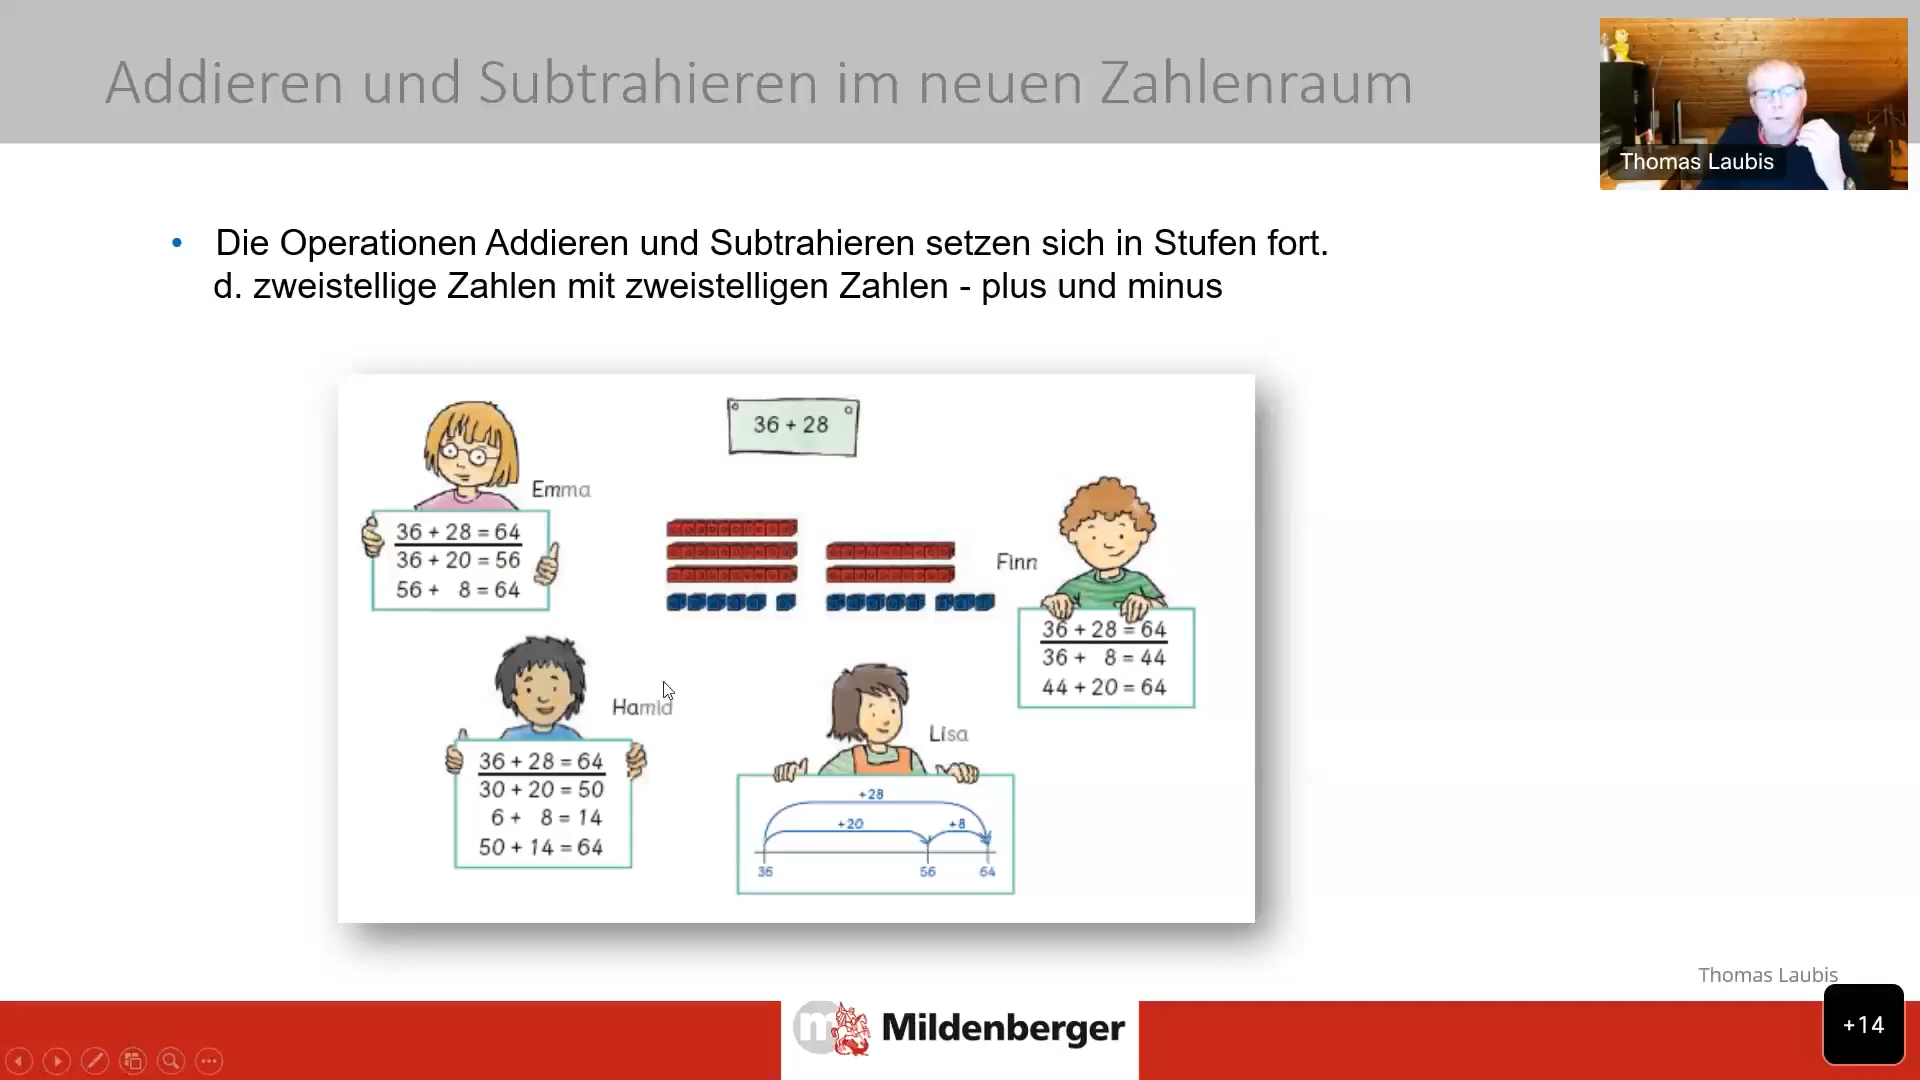 Addieren und Subtrahieren im neuen Zahlenraum
Thomas Laubis
• Die Operationen Addieren und Subtrahieren setzen sich in Stufen fort.
d. zweistellige Zahlen mit zweistelligen Zahlen - plus und minus
36 + 28
Emma
36 + 28 = 64
36 + 20 = 56
56 + 8 = 64
Finn
36 + 28 = 64
36 + 8 = 44
44 + 20 = 64
Hamid
36 + 28 = 64
30 + 20 = 50
6 + 8 = 14
50 + 14 = 64
Lisa
+28
+20 +8
36 56 64
Thomas Laubis
m Mildenberger
+14